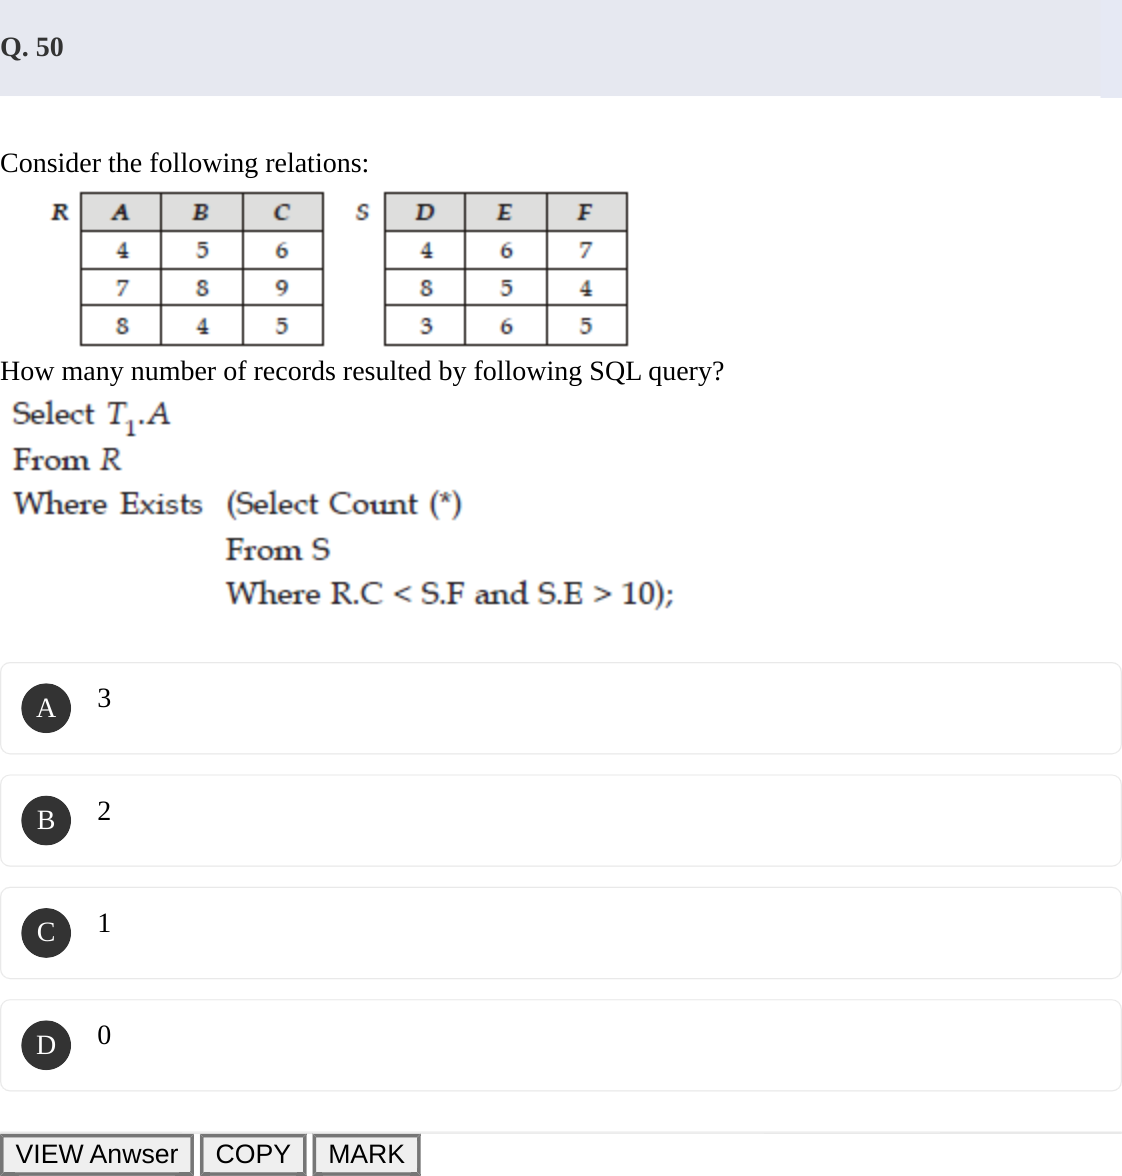 Q. 50
Consider the following relations:
R A B C S D E F
4 5 6 4 6 7
7 8 9 8 5 4
8 4 5 3 6 5
How many number of records resulted by following SQL query?
Select T1.A
From R
Where Exists (Select Count (*)
From S
Where R.C < S.F and S.E > 10);
A 3
B 2
C 1
D 0
VIEW Anwser COPY MARK